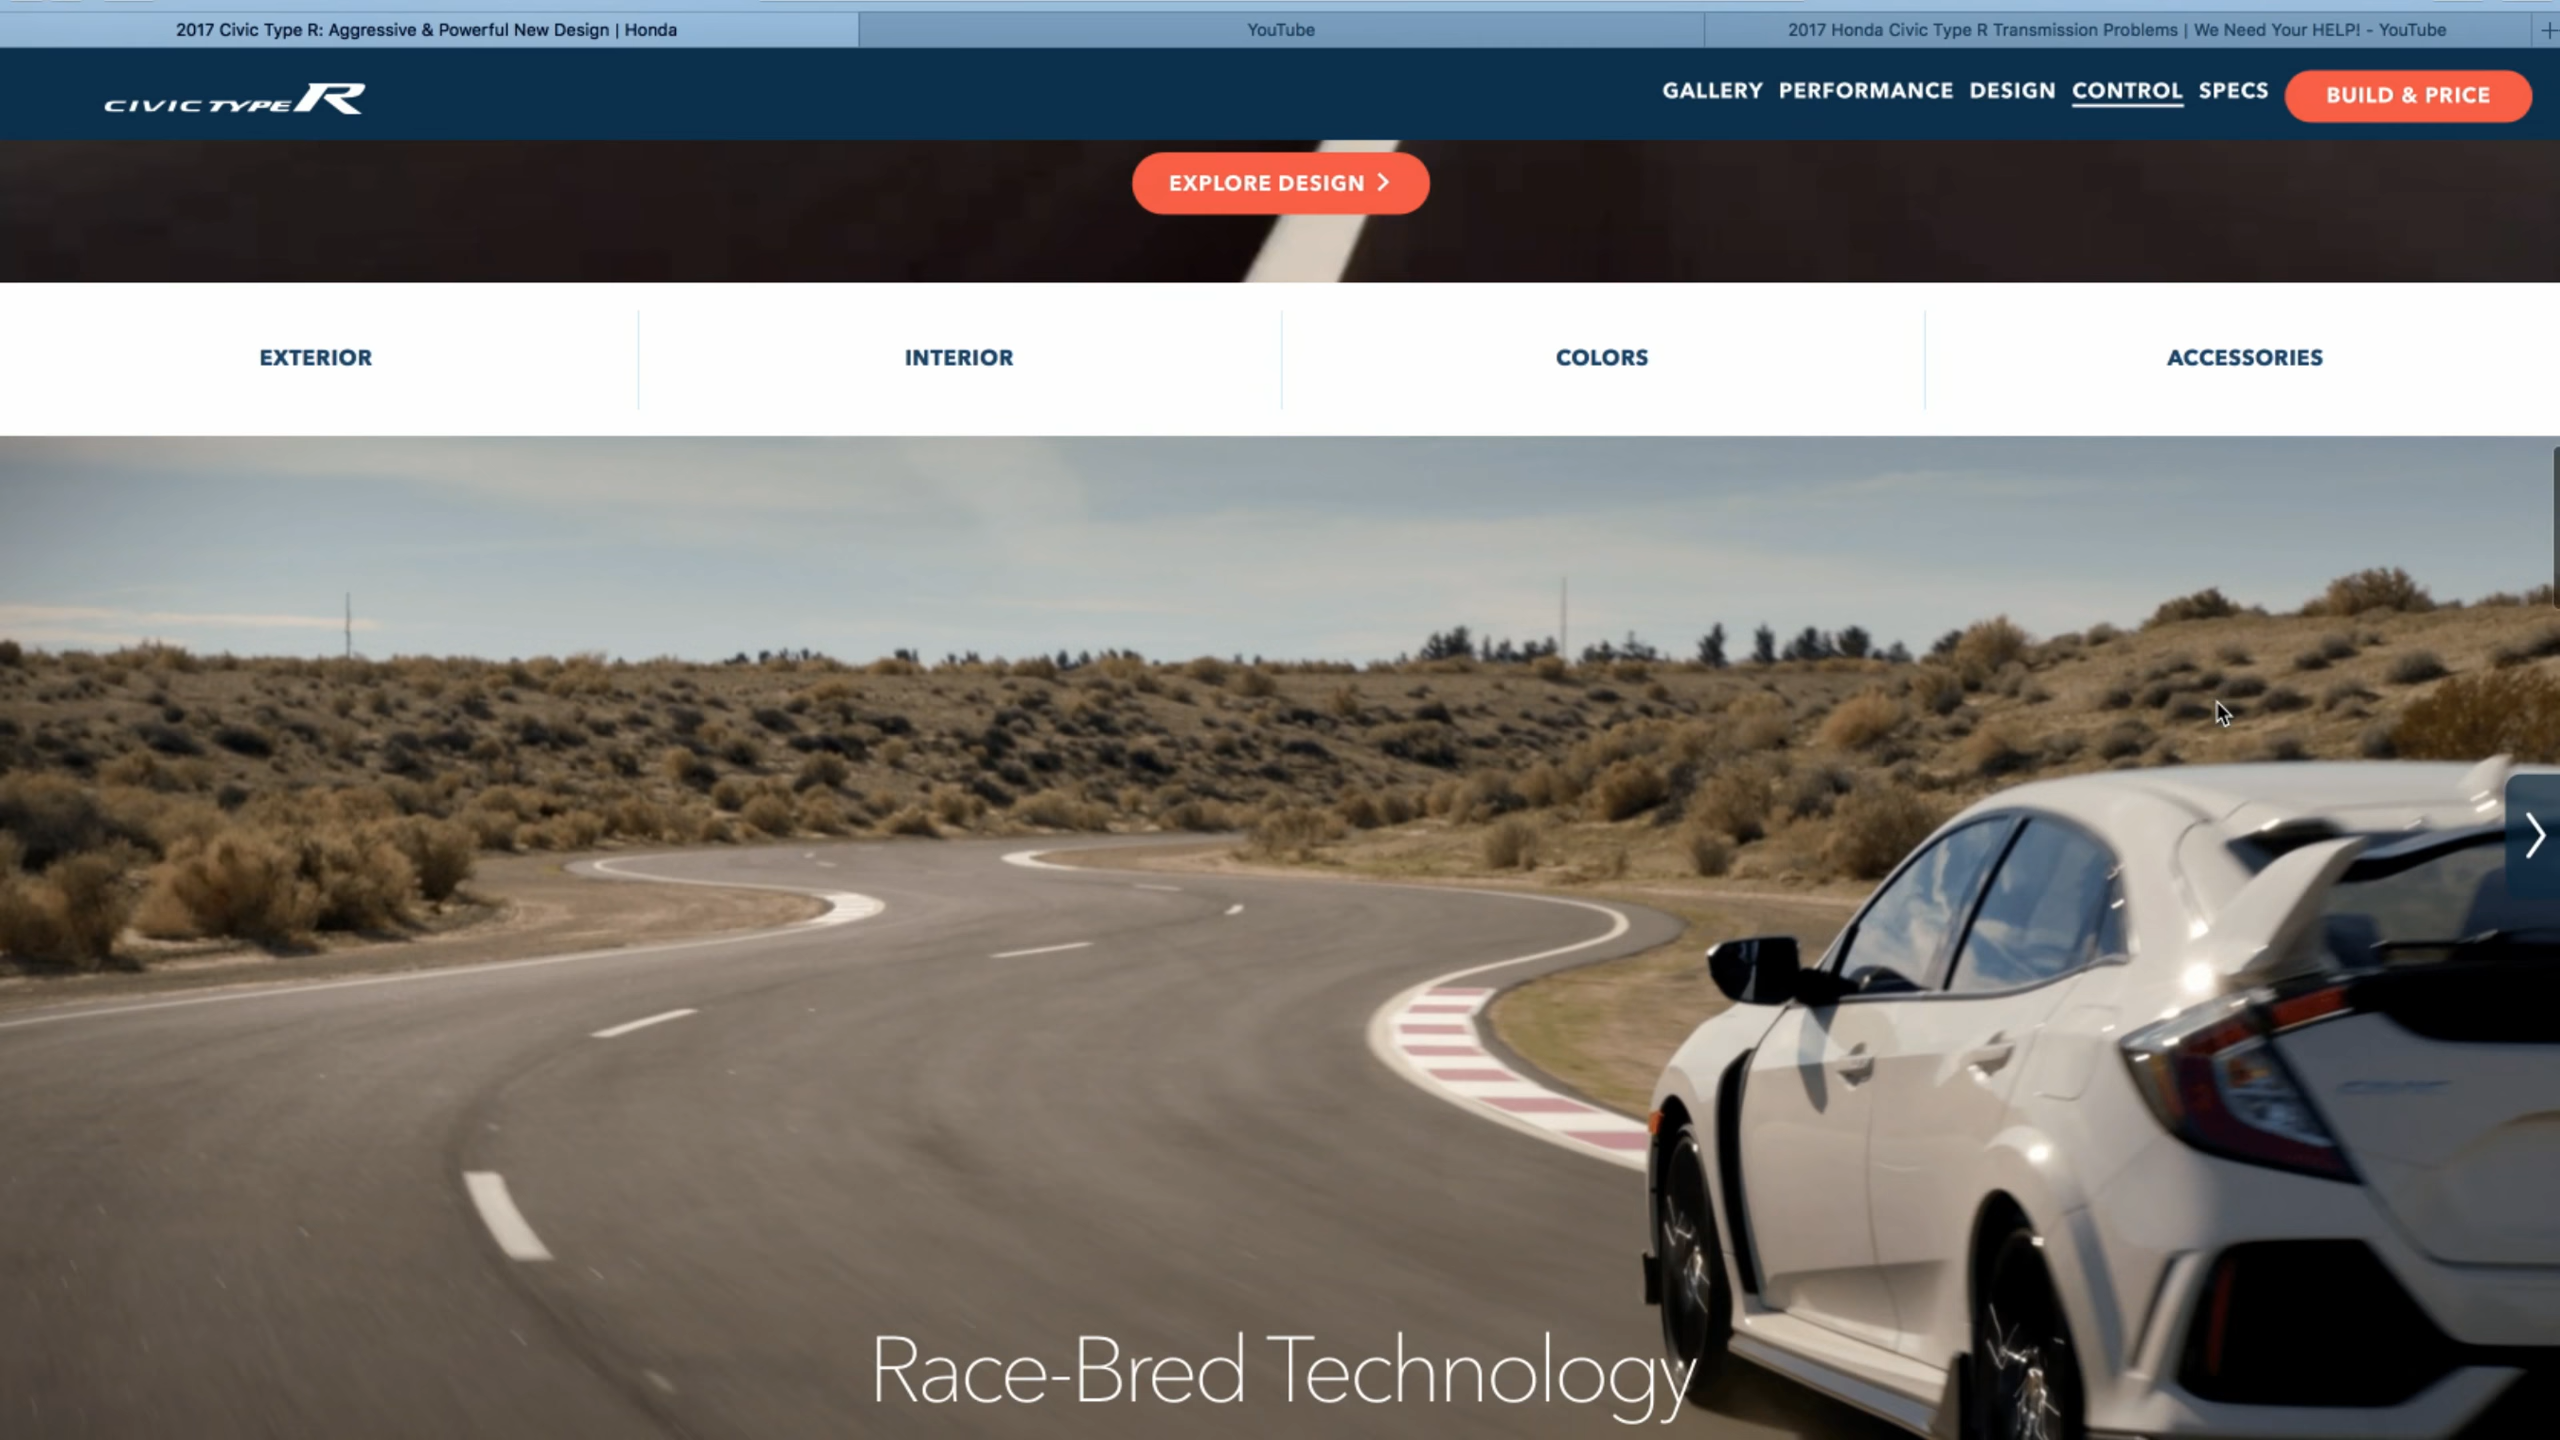 2017 Civic Type R: Aggressive & Powerful New Design | Honda
YouTube
2017 Honda Civic Type R Transmission Problems | We Need Your HELP! - YouTube
CIVIC TYPE R
GALLERY PERFORMANCE DESIGN CONTROL SPECS BUILD & PRICE
EXPLORE DESIGN
EXTERIOR
INTERIOR
COLORS
ACCESSORIES
Race-Bred Technology